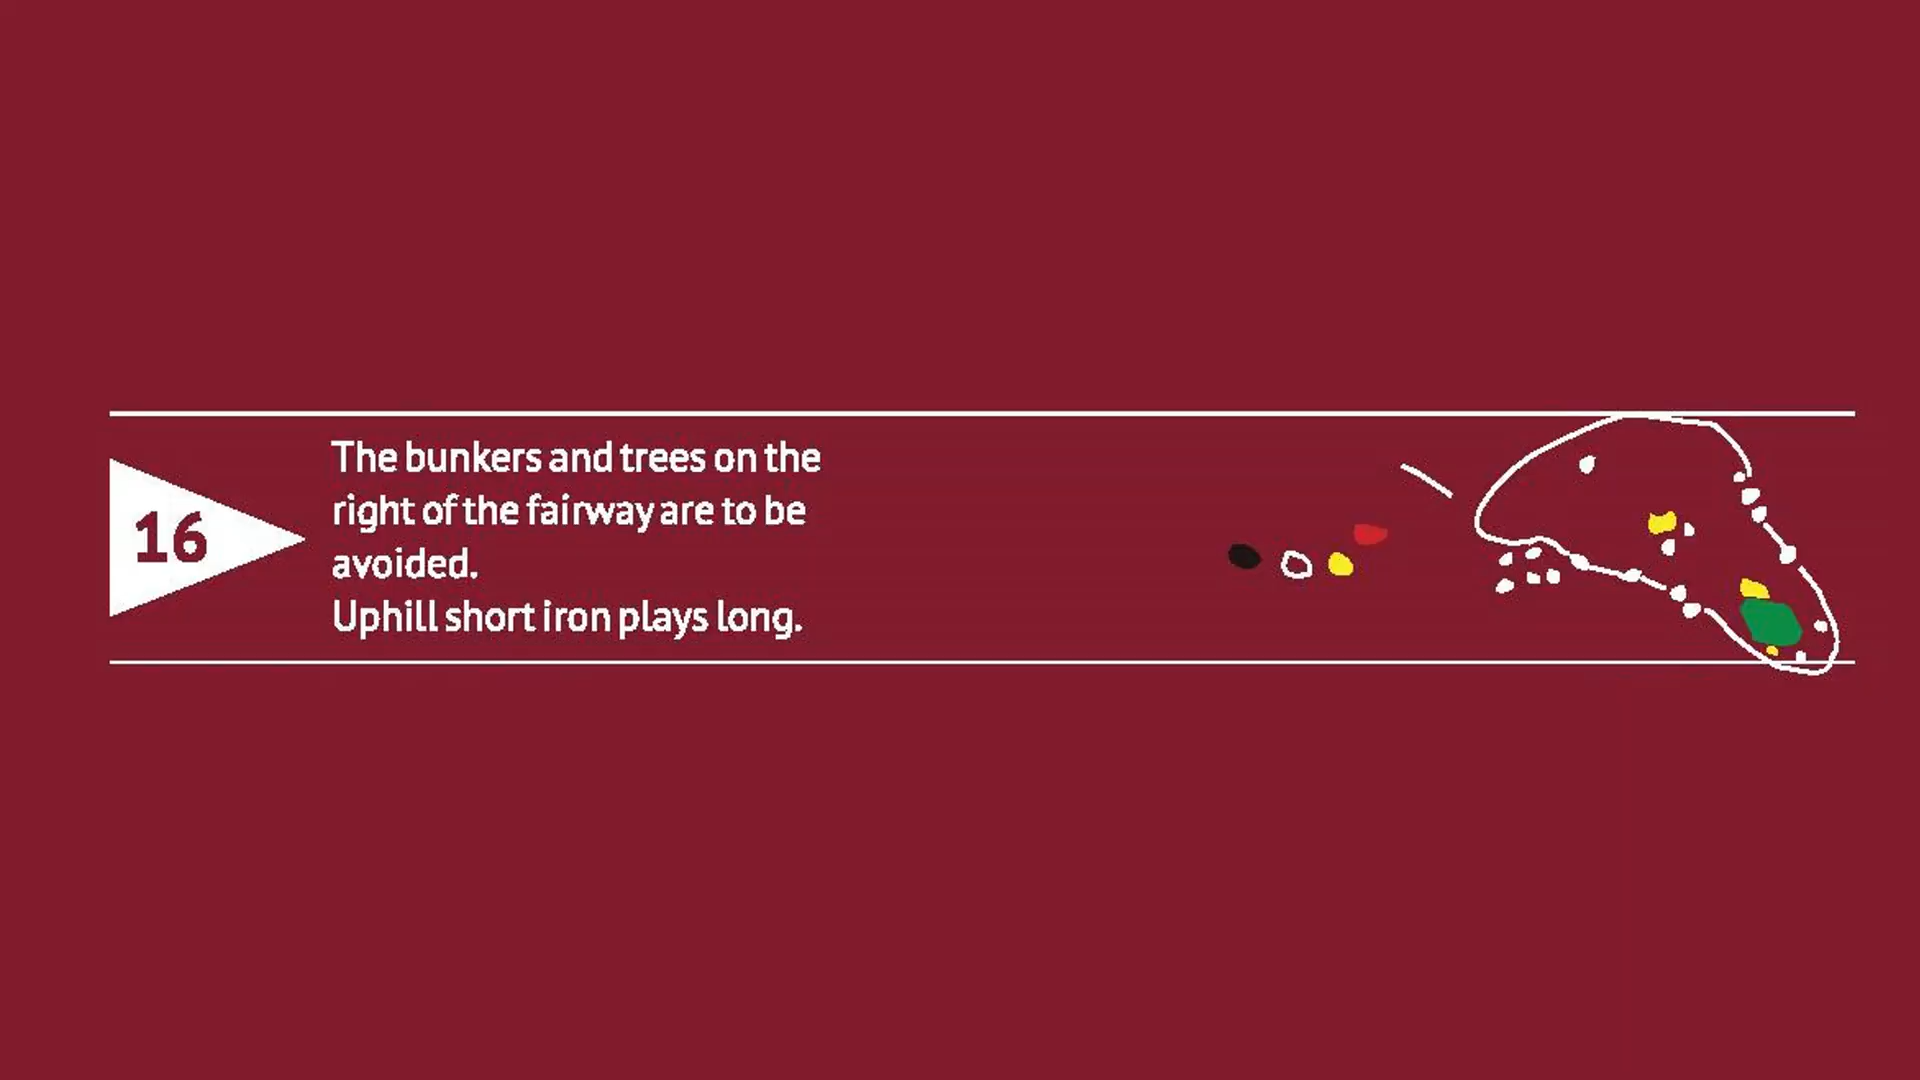 16
The bunkers and trees on the
right of the fairway are to be
avoided.
Uphill short iron plays long.